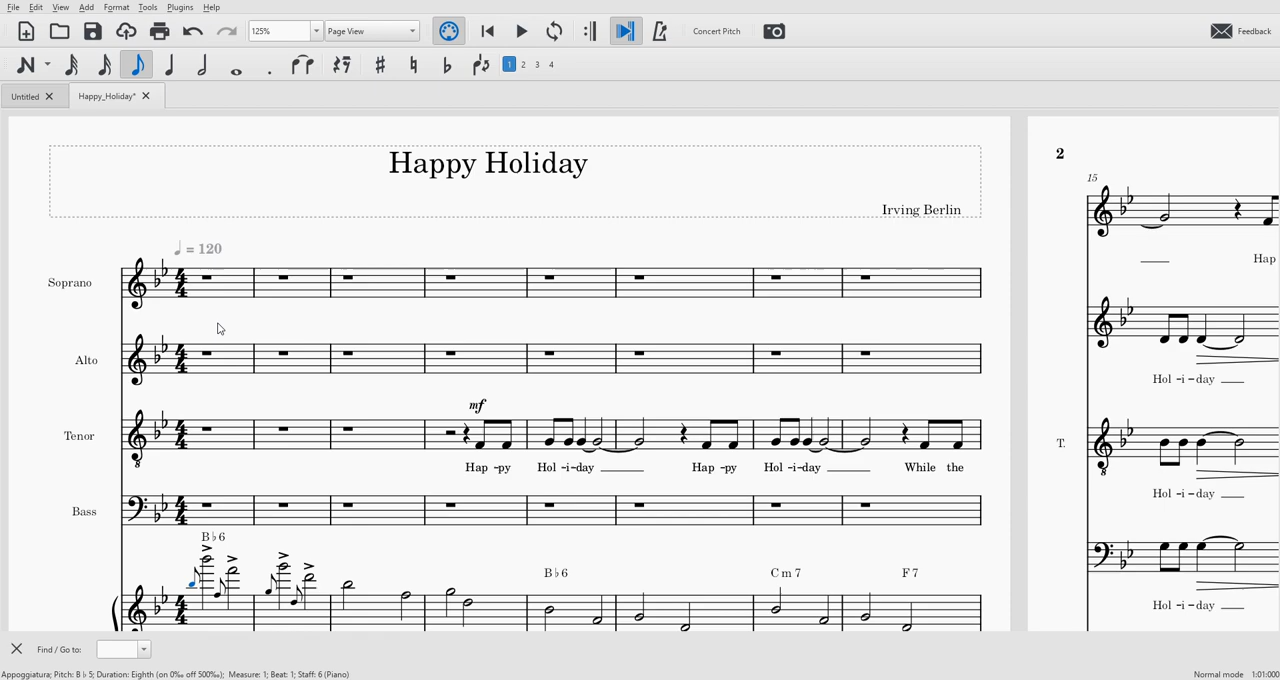 File Edit View Add Format Tools Plugins Help
125% Page View Concert Pitch Feedback
1 2 3 4
Untitled Happy_Holiday*
Happy Holiday
Irving Berlin
= 120
Soprano
Alto
mf
Tenor
8
Hap -py Hol -i-day Hap -py Hol -i-day While the
Bass
B♭6
B♭6 Cm7 F7
2
15
Hap
Hol -i -day
T.
8
Hol -i -day
Hol -i -day
Find / Go to:
Appoggiatura; Pitch: B♭5; Duration: Eighth (on 0‰ off 500‰); Measure: 1; Beat: 1; Staff: 6 (Piano) Normal mode 1:01:000